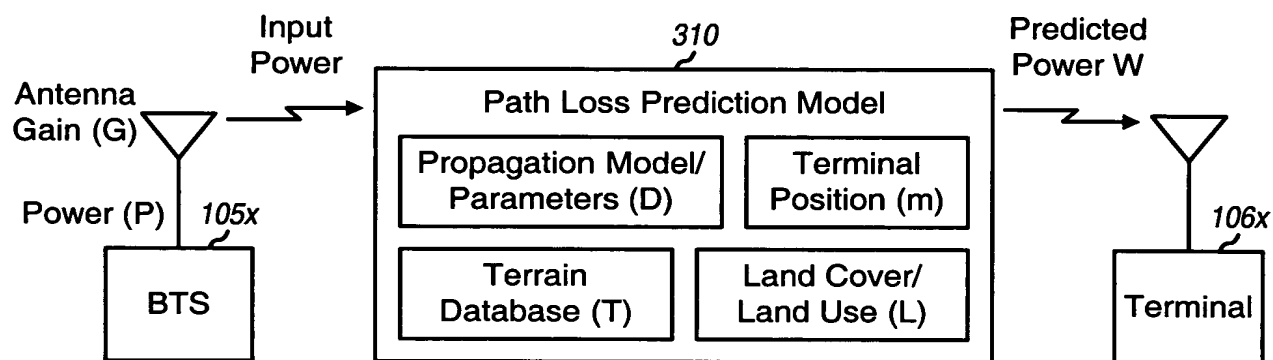 310
Input
Power
Predicted
Power W
Antenna
Gain (G)
Path Loss Prediction Model
Propagation Model/
Parameters (D)
Terminal
Position (m)
Power (P)
105x
106x
Terrain
Database (T)
Land Cover/
Land Use (L)
BTS
Terminal